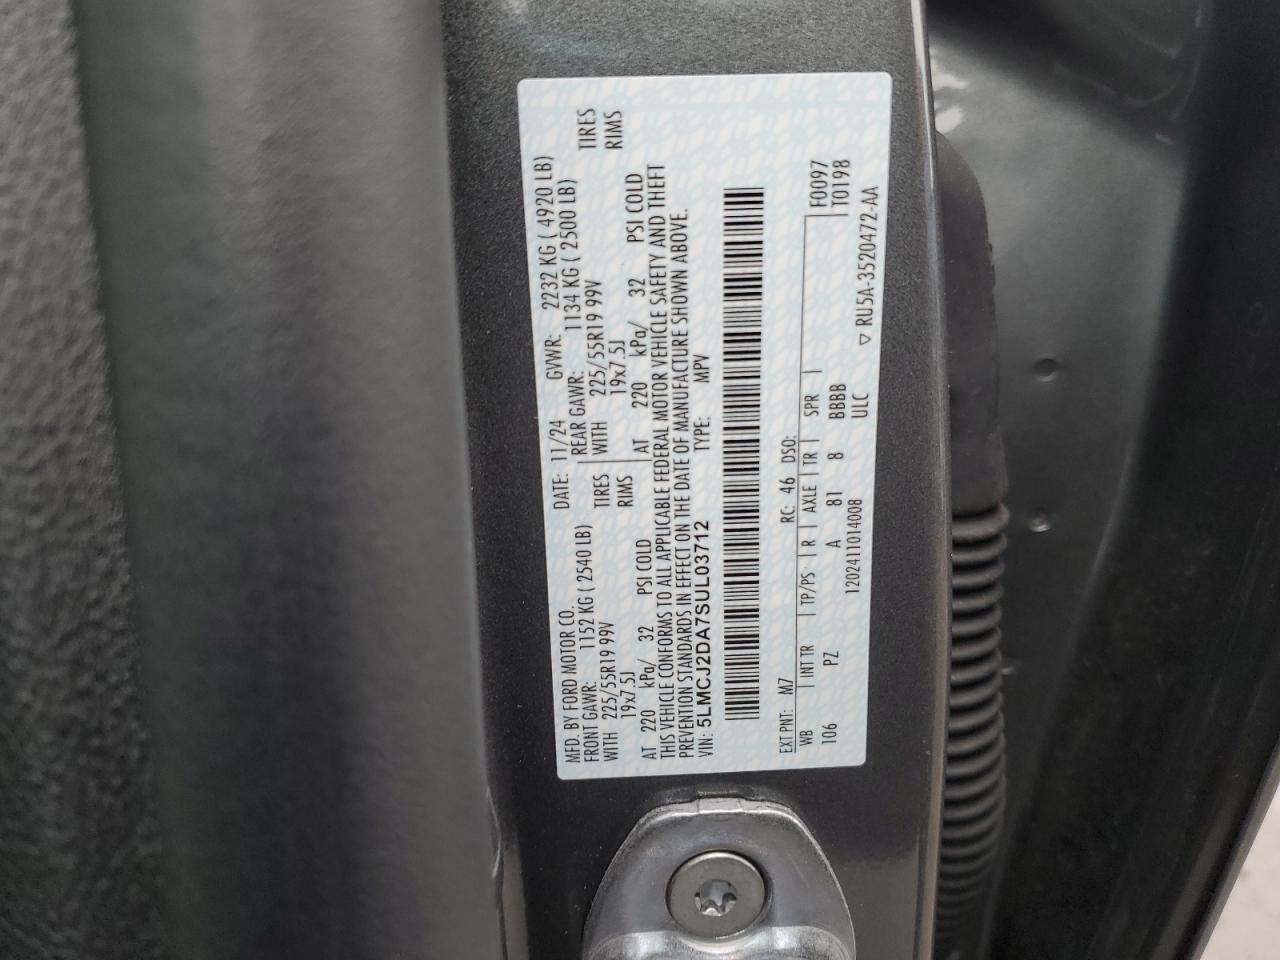 MFD. BY FORD MOTOR CO. DATE: 11/24 GVWR: 2232 KG ( 4920 LB)
FRONT GAWR: 1152 KG ( 2540 LB) REAR GAWR: 1134 KG ( 2500 LB)
WITH 225/55R19 99V TIRES WITH 225/55R19 99V TIRES
19x7.5J RIMS 19x7.5J RIMS
AT 220 kPa/ 32 PSI COLD AT 220 kPa/ 32 PSI COLD
THIS VEHICLE CONFORMS TO ALL APPLICABLE FEDERAL MOTOR VEHICLE SAFETY AND THEFT
PREVENTION STANDARDS IN EFFECT ON THE DATE OF MANUFACTURE SHOWN ABOVE.
VIN: 5LMCJ2DA7SUL03712 TYPE: MPV
EXT PNT: M7 RC: 46 DSO:
WB INT TR TP/PS R AXLE TR SPR F0097
106 PZ A 81 8 BBBB T0198
1202411014008 ULC ▽ RU5A-3520472-AA